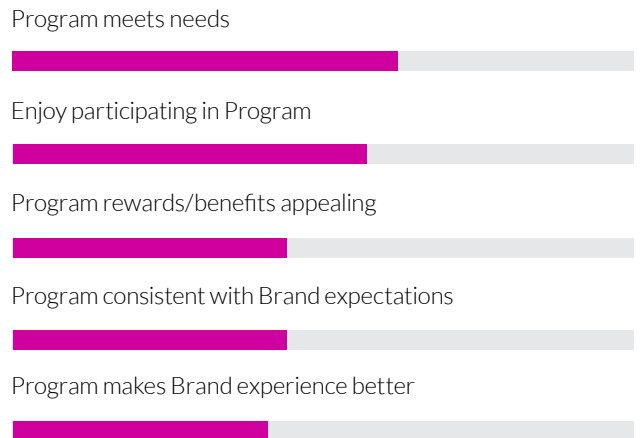 Program meets needs
Enjoy participating in Program
Program rewards/benefits appealing
Program consistent with Brand expectations
Program makes Brand experience better